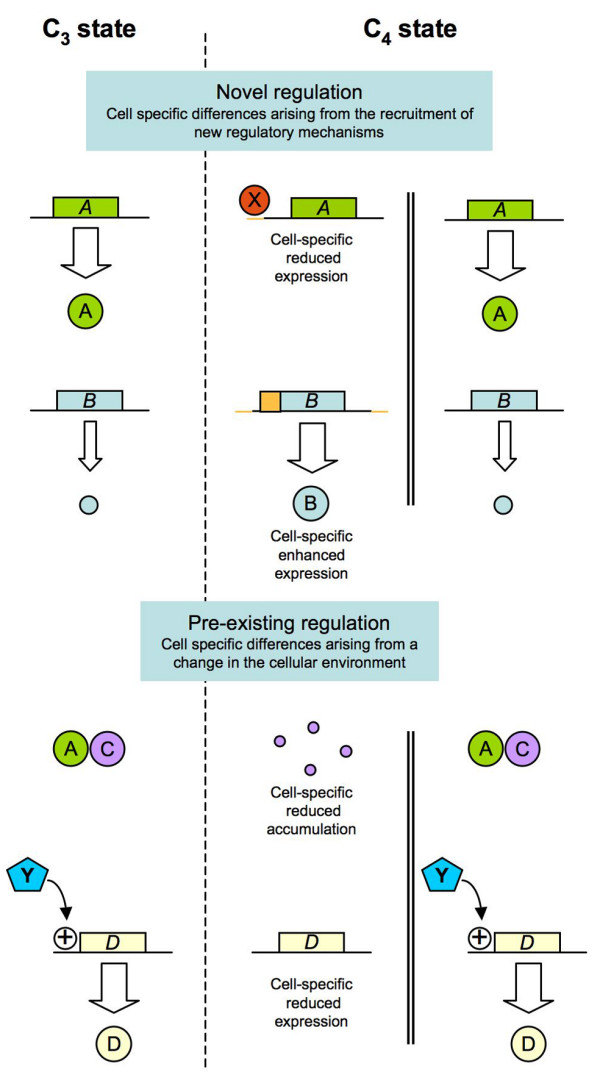 C3 state
C4 state
Novel regulation
Cell specific differences arising from the recruitment of
new regulatory mechanisms
A
X
A
A
Cell-specific
reduced
expression
A
A
B
B
B
B
Cell-specific
enhanced
expression
Pre-existing regulation
Cell specific differences arising from a
change in the cellular environment
A C
A C
Cell-specific
reduced
accumulation
Y
Y
+ D
D
+ D
Cell-specific
reduced
expression
D
D